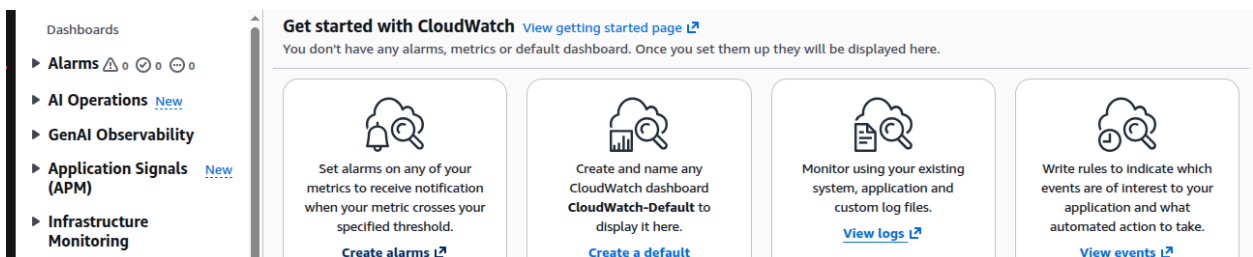 Dashboards
Alarms 0 0 0
AI Operations New
GenAI Observability
Application Signals New
(APM)
Infrastructure
Monitoring
Get started with CloudWatch View getting started page
You don't have any alarms, metrics or default dashboard. Once you set them up they will be displayed here.
Set alarms on any of your
metrics to receive notification
when your metric crosses your
specified threshold.
Create alarms
Create and name any
CloudWatch dashboard
CloudWatch-Default to
display it here.
Create a default
Monitor using your existing
system, application and
custom log files.
View logs
Write rules to indicate which
events are of interest to your
application and what
automated action to take.
View events